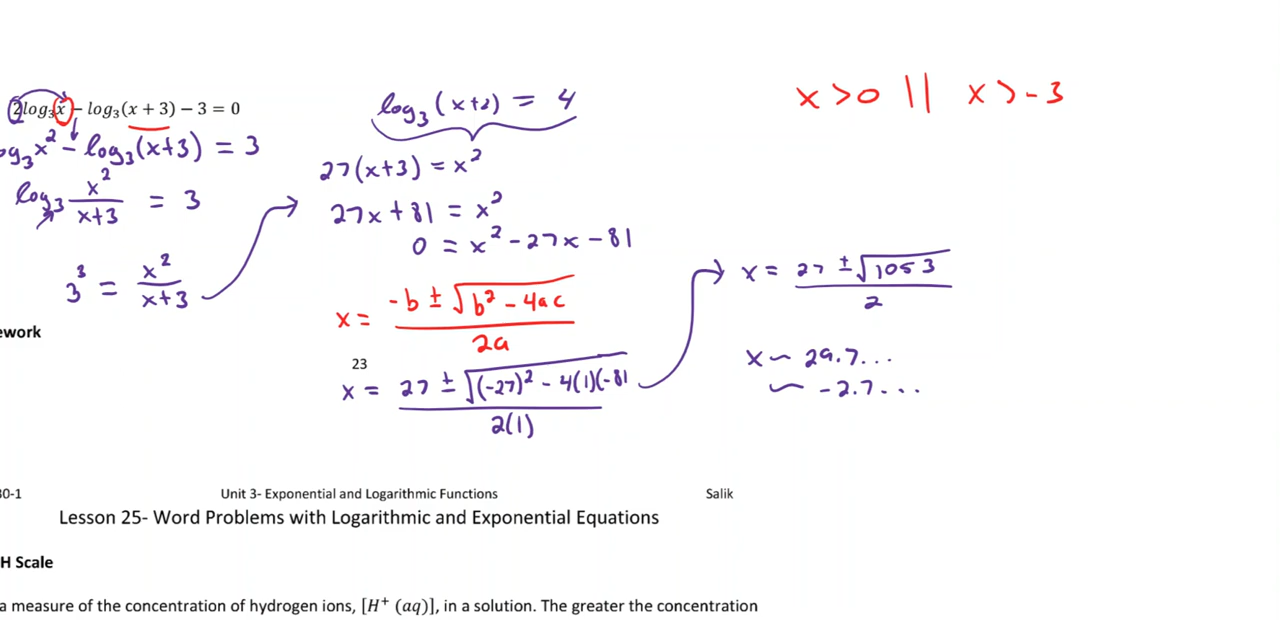 2log₃x − log₃(x + 3) − 3 = 0
og₃x² − log₃(x+3) = 3
log₃ x²/(x+3) = 3
3³ = x²/(x+3)
ework
log₃(x+2) = 4
27(x+3) = x²
27x + 81 = x²
0 = x² - 27x - 81
x = (-b ± √(b² - 4ac))/2a
23
x = (27 ± √((-27)² - 4(1)(-81))/2(1)
x > 0 || x > -3
x = (27 ± √1053)/2
x ~ 29.7...
~ -2.7...
30-1 Unit 3- Exponential and Logarithmic Functions Salik
Lesson 25- Word Problems with Logarithmic and Exponential Equations
H Scale
a measure of the concentration of hydrogen ions, [H⁺ (aq)], in a solution. The greater the concentration